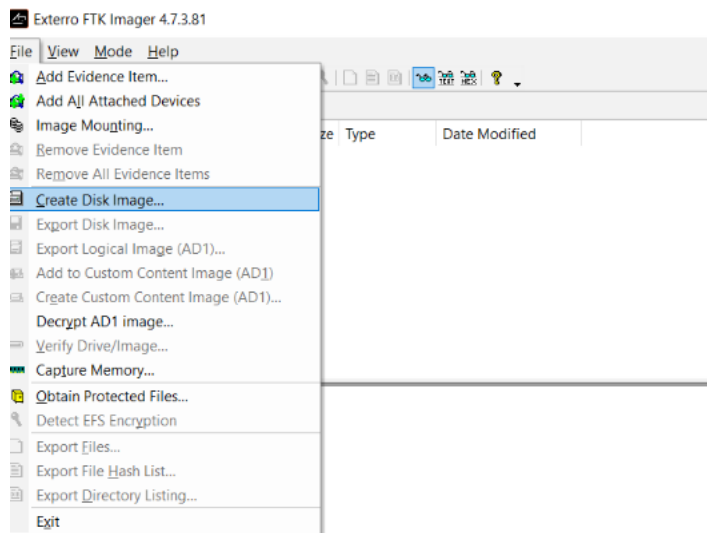 Exterro FTK Imager 4.7.3.81
File View Mode Help
Add Evidence Item...
Add All Attached Devices
Image Mounting...
ze Type Date Modified
Remove Evidence Item
Remove All Evidence Items
Create Disk Image...
Export Disk Image...
Export Logical Image (AD1)...
Add to Custom Content Image (AD1)
Create Custom Content Image (AD1)...
Decrypt AD1 image...
Verify Drive/Image...
Capture Memory...
Obtain Protected Files...
Detect EFS Encryption
Export Files...
Export File Hash List...
Export Directory Listing...
Exit